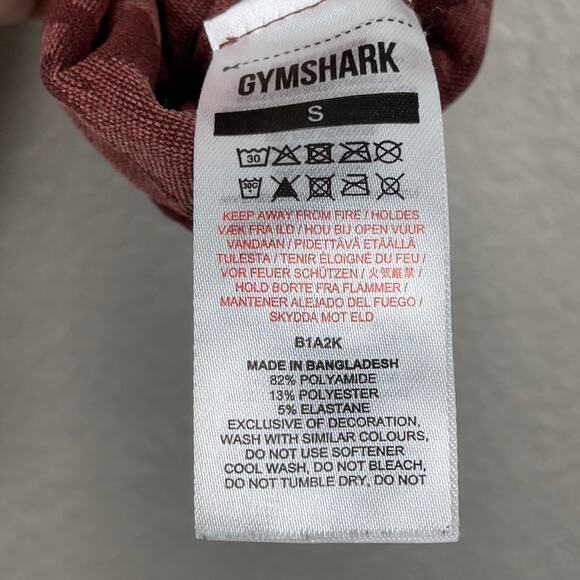 GYMSHARK
S
30
30C
KEEP AWAY FROM FIRE / HOLDES
VÆK FRA ILD / HOU BIJ OPEN VUUR
VANDAAN / PIDETTÄVÄ ETÄÄLLÄ
TULESTA / TENIR ÉLOIGNÉ DU FEU /
VOR FEUER SCHÜTZEN / 火気厳禁 /
HOLD BORTE FRA FLAMMER /
MANTENER ALEJADO DEL FUEGO /
SKYDDA MOT ELD
B1A2K
MADE IN BANGLADESH
82% POLYAMIDE
13% POLYESTER
5% ELASTANE
EXCLUSIVE OF DECORATION,
WASH WITH SIMILAR COLOURS,
DO NOT USE SOFTENER
COOL WASH, DO NOT BLEACH,
DO NOT TUMBLE DRY, DO NOT